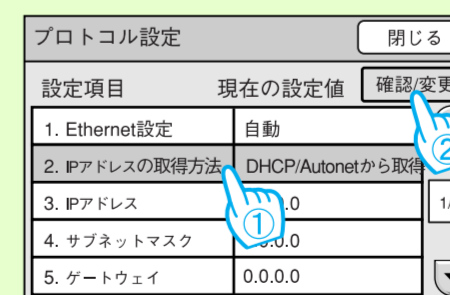 プロトコル設定
閉じる
設定項目 現在の設定値 確認/変更
1. Ethernet設定 自動
2. IPアドレスの取得方法 DHCP/Autonetから取得
②
3. IPアドレス .0
1/
①
4. サブネットマスク 0.0.0
5. ゲートウェイ 0.0.0.0